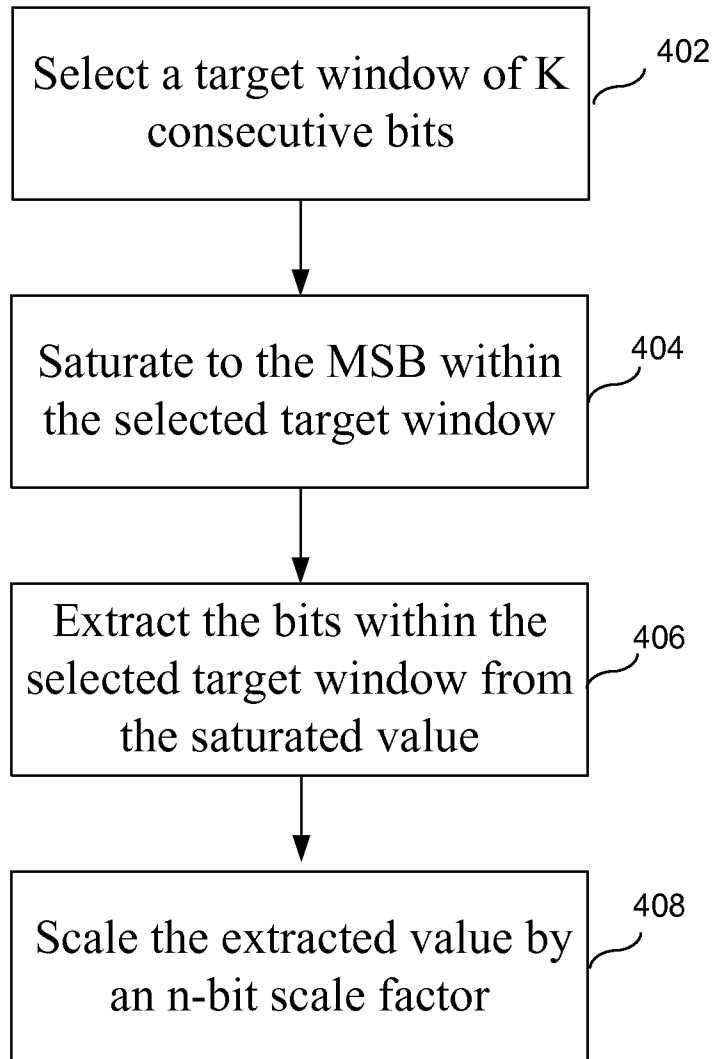 Select a target window of K
consecutive bits
402
Saturate to the MSB within
the selected target window
404
Extract the bits within the
selected target window from
the saturated value
406
Scale the extracted value by
an n-bit scale factor
408